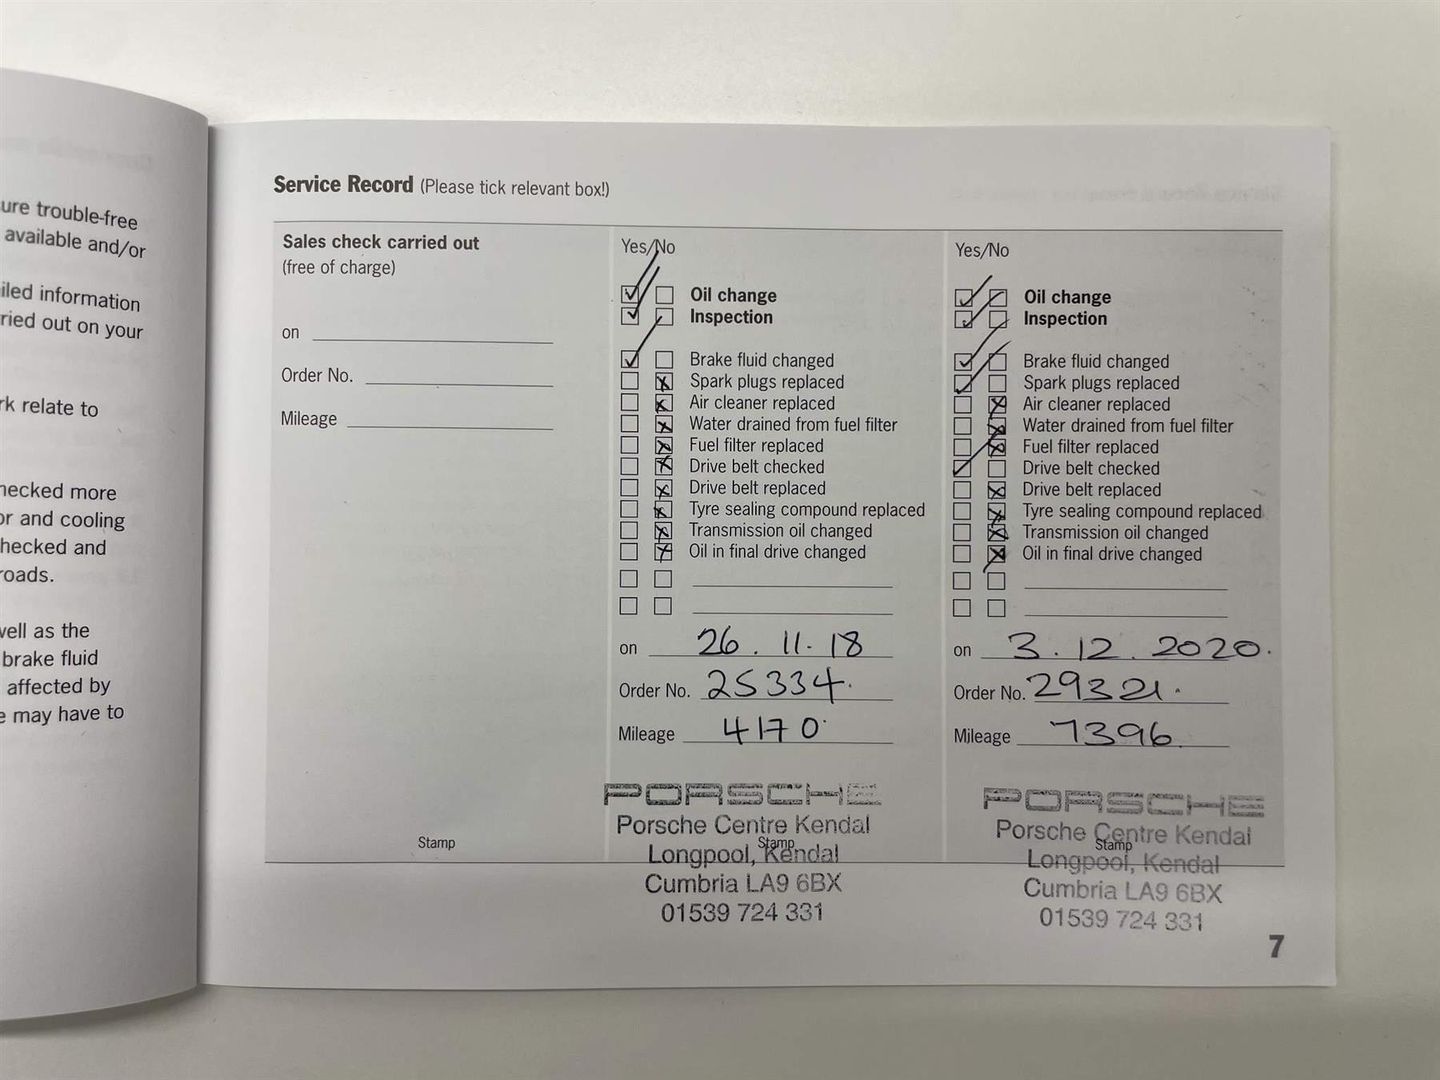 ure trouble-free
available and/or
iled information
ried out on your
rk relate to
hecked more
or and cooling
hecked and
roads.
vell as the
brake fluid
affected by
e may have to
Service Record (Please tick relevant box!)
Sales check carried out
(free of charge)
on
Order No.
Mileage
Stamp
Yes/No
Oil change
Inspection
Brake fluid changed
Spark plugs replaced
Air cleaner replaced
Water drained from fuel filter
Fuel filter replaced
Drive belt checked
Drive belt replaced
Tyre sealing compound replaced
Transmission oil changed
Oil in final drive changed
on 26.11.18
Order No. 25334.
Mileage 4170
PORSCHE
Porsche Centre Kendal
Stamp
Longpool, Kendal
Cumbria LA9 6BX
01539 724 331
Yes/No
Oil change
Inspection
Brake fluid changed
Spark plugs replaced
Air cleaner replaced
Water drained from fuel filter
Fuel filter replaced
Drive belt checked
Drive belt replaced
Tyre sealing compound replaced
Transmission oil changed
Oil in final drive changed
on 3.12.2020.
Order No. 29321.
Mileage 7396
PORSCHE
Porsche Centre Kendal
Stamp
Longpool, Kendal
Cumbria LA9 6BX
01539 724 331
7